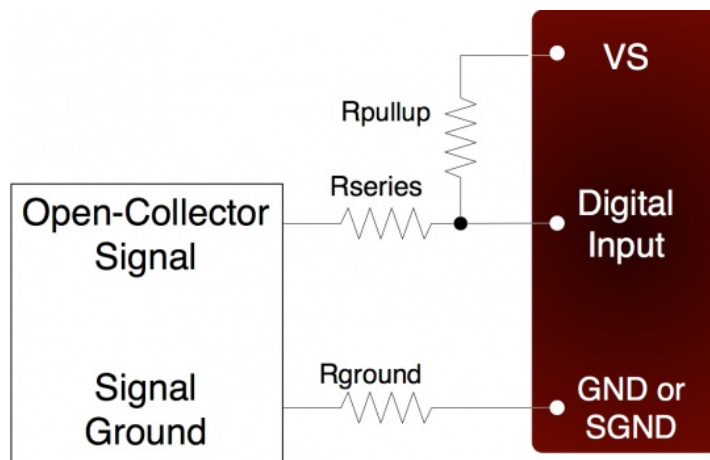 VS
Rpullup
Rseries
Open-Collector
Signal
Digital
Input
Rground
Signal
Ground
GND or
SGND